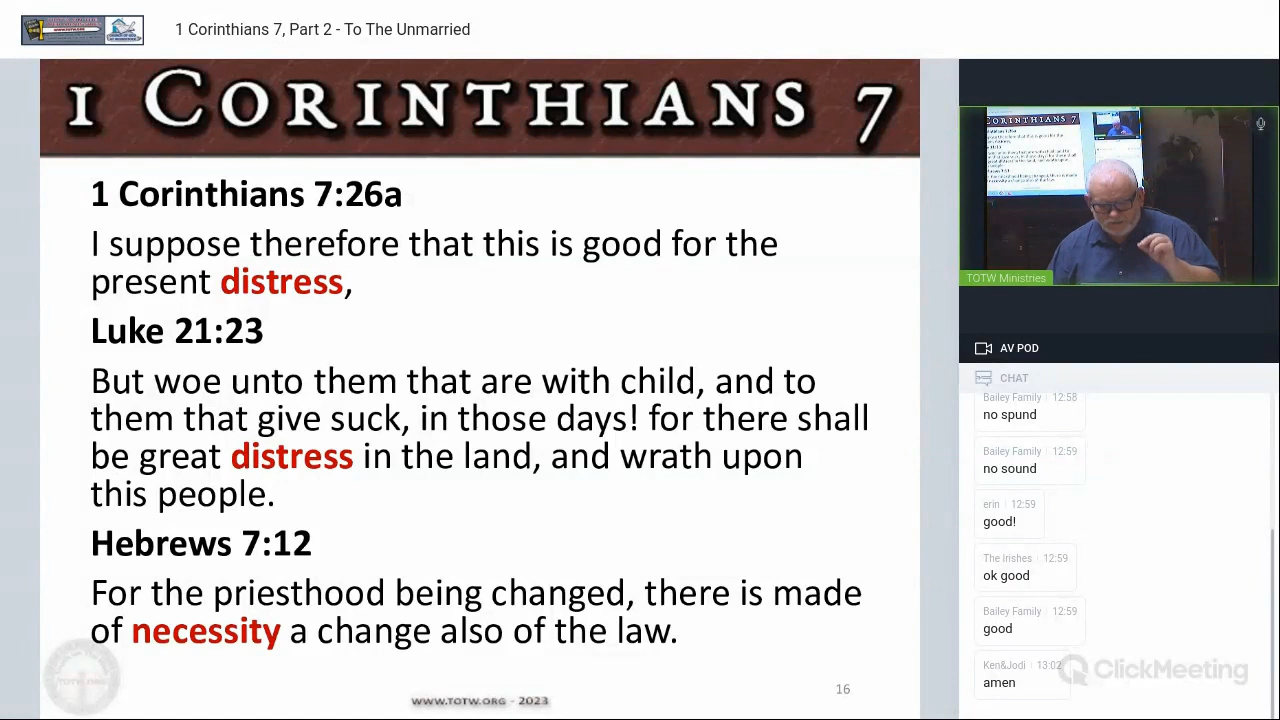 1 Corinthians 7, Part 2 - To The Unmarried
1 CORINTHIANS 7
1 Corinthians 7:26a
I suppose therefore that this is good for the
present distress,
Luke 21:23
But woe unto them that are with child, and to
them that give suck, in those days! for there shall
be great distress in the land, and wrath upon
this people.
Hebrews 7:12
For the priesthood being changed, there is made
of necessity a change also of the law.
WWW.TOTW.ORG - 2023
16
TOTW Ministries
AV POD
CHAT
Bailey Family 12:58
no spund
Bailey Family 12:59
no sound
erin 12:59
good!
The Irishes 12:59
ok good
Bailey Family 12:59
good
Ken&Jodi 13:02
amen
ClickMeeting